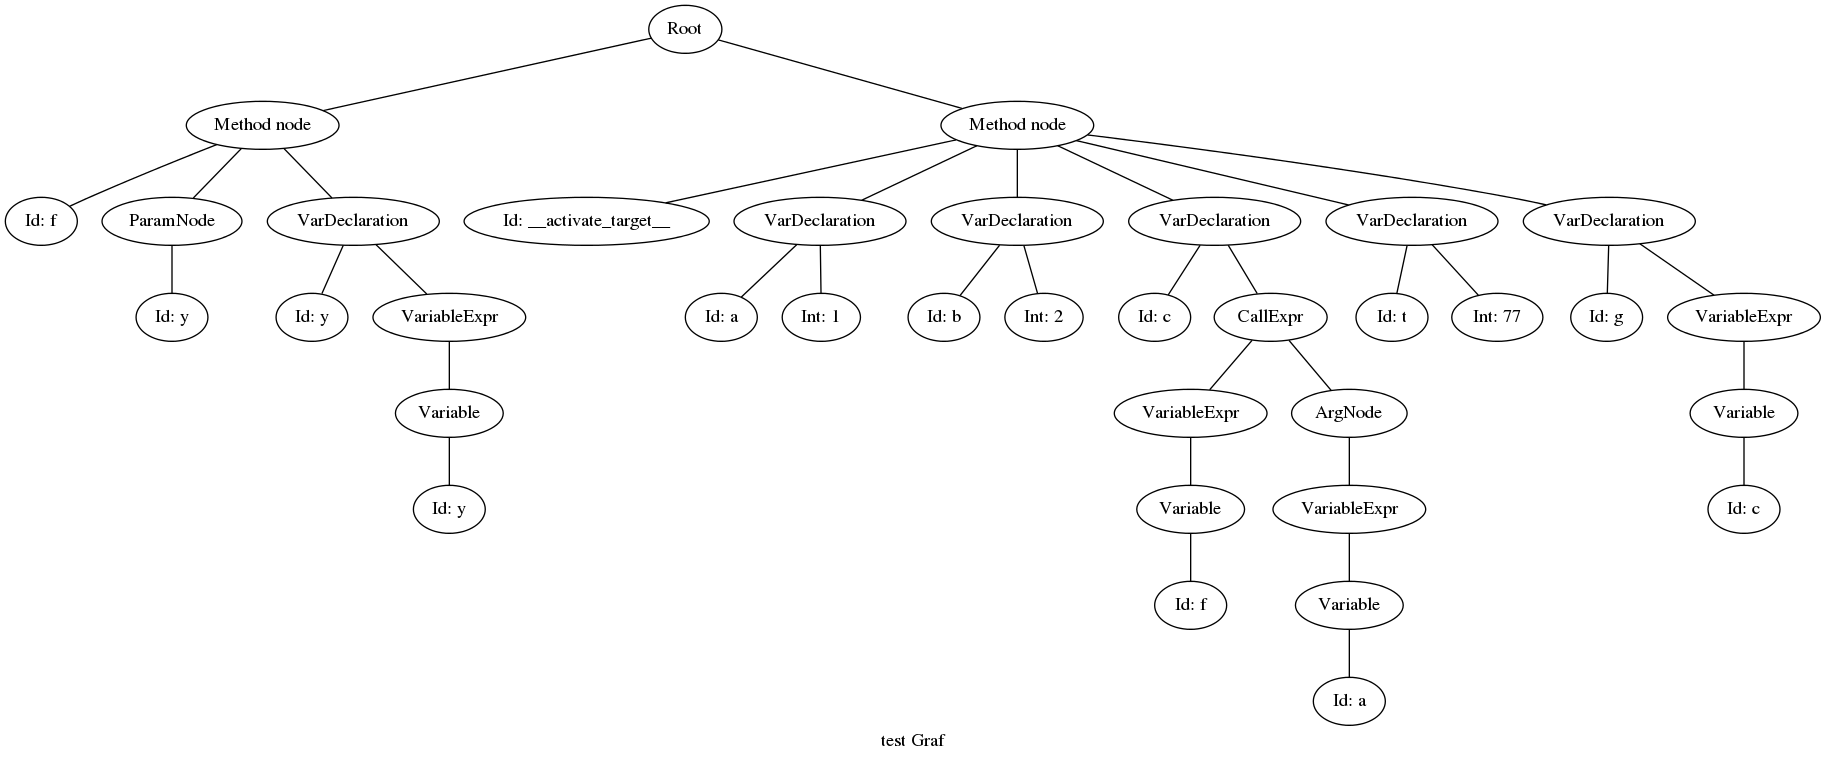 Root
Method node
Method node
Id: f
ParamNode
VarDeclaration
Id: __activate_target__
VarDeclaration
VarDeclaration
VarDeclaration
VarDeclaration
VarDeclaration
Id: y
Id: y
VariableExpr
Id: a
Int: 1
Id: b
Int: 2
Id: c
CallExpr
Id: t
Int: 77
Id: g
VariableExpr
Variable
VariableExpr
ArgNode
Variable
Id: y
Variable
VariableExpr
Id: c
Id: f
Variable
Id: a
test Graf